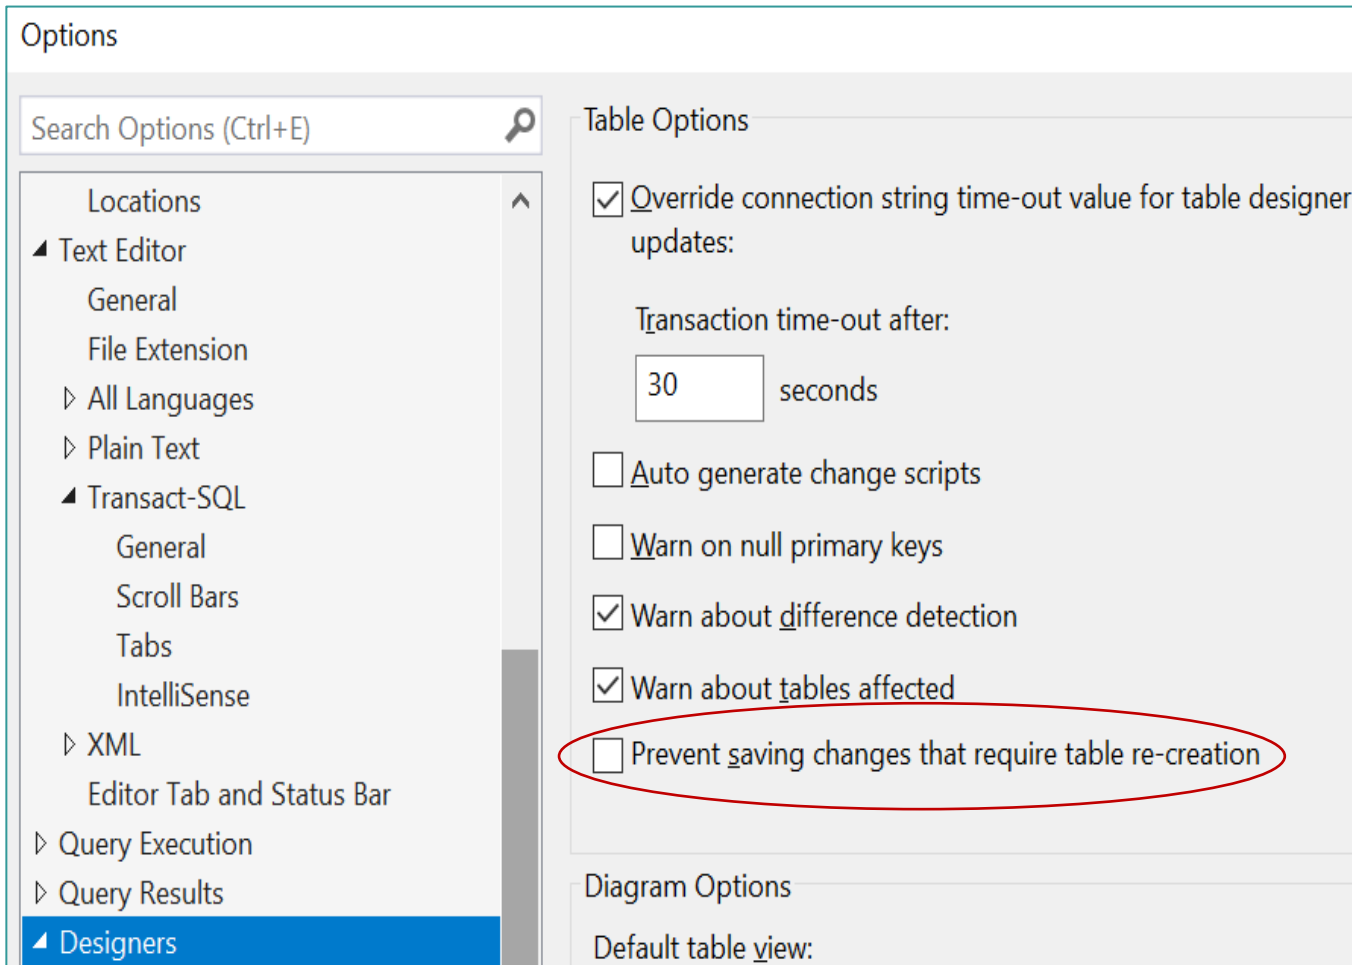 Options
Search Options (Ctrl+E)
Locations
Text Editor
General
File Extension
All Languages
Plain Text
Transact-SQL
General
Scroll Bars
Tabs
IntelliSense
XML
Editor Tab and Status Bar
Query Execution
Query Results
Designers
Table Options
Override connection string time-out value for table designer
updates:
Transaction time-out after:
30 seconds
Auto generate change scripts
Warn on null primary keys
Warn about difference detection
Warn about tables affected
Prevent saving changes that require table re-creation
Diagram Options
Default table view: